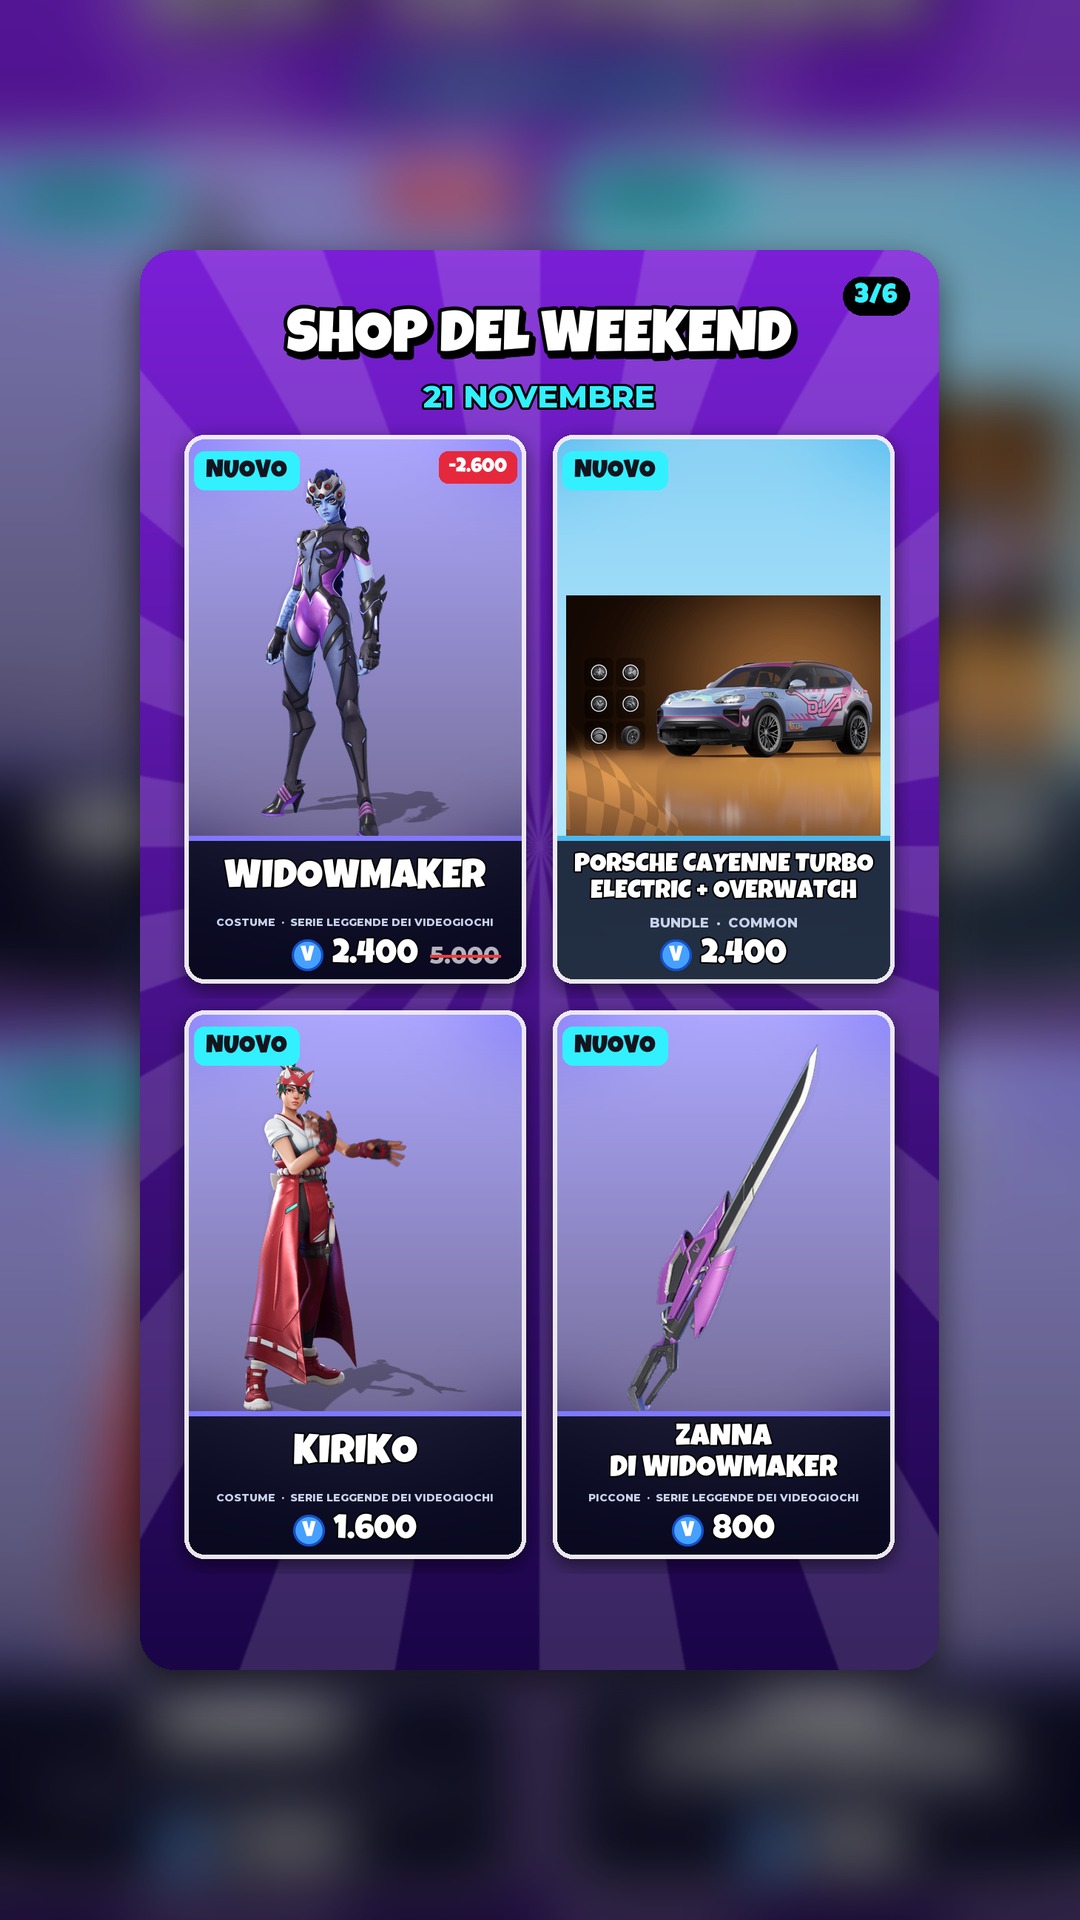 3/6
SHOP DEL WEEKEND
21 NOVEMBRE
NUOVO
-2.600
WIDOWMAKER
COSTUME · SERIE LEGGENDE DEI VIDEOGIOCHI
V 2.400 5.000
NUOVO
D.VA
PORSCHE CAYENNE TURBO
ELECTRIC + OVERWATCH
BUNDLE · COMMON
V 2.400
NUOVO
KIRIKO
COSTUME · SERIE LEGGENDE DEI VIDEOGIOCHI
V 1.600
NUOVO
ZANNA
DI WIDOWMAKER
PICCONE · SERIE LEGGENDE DEI VIDEOGIOCHI
V 800